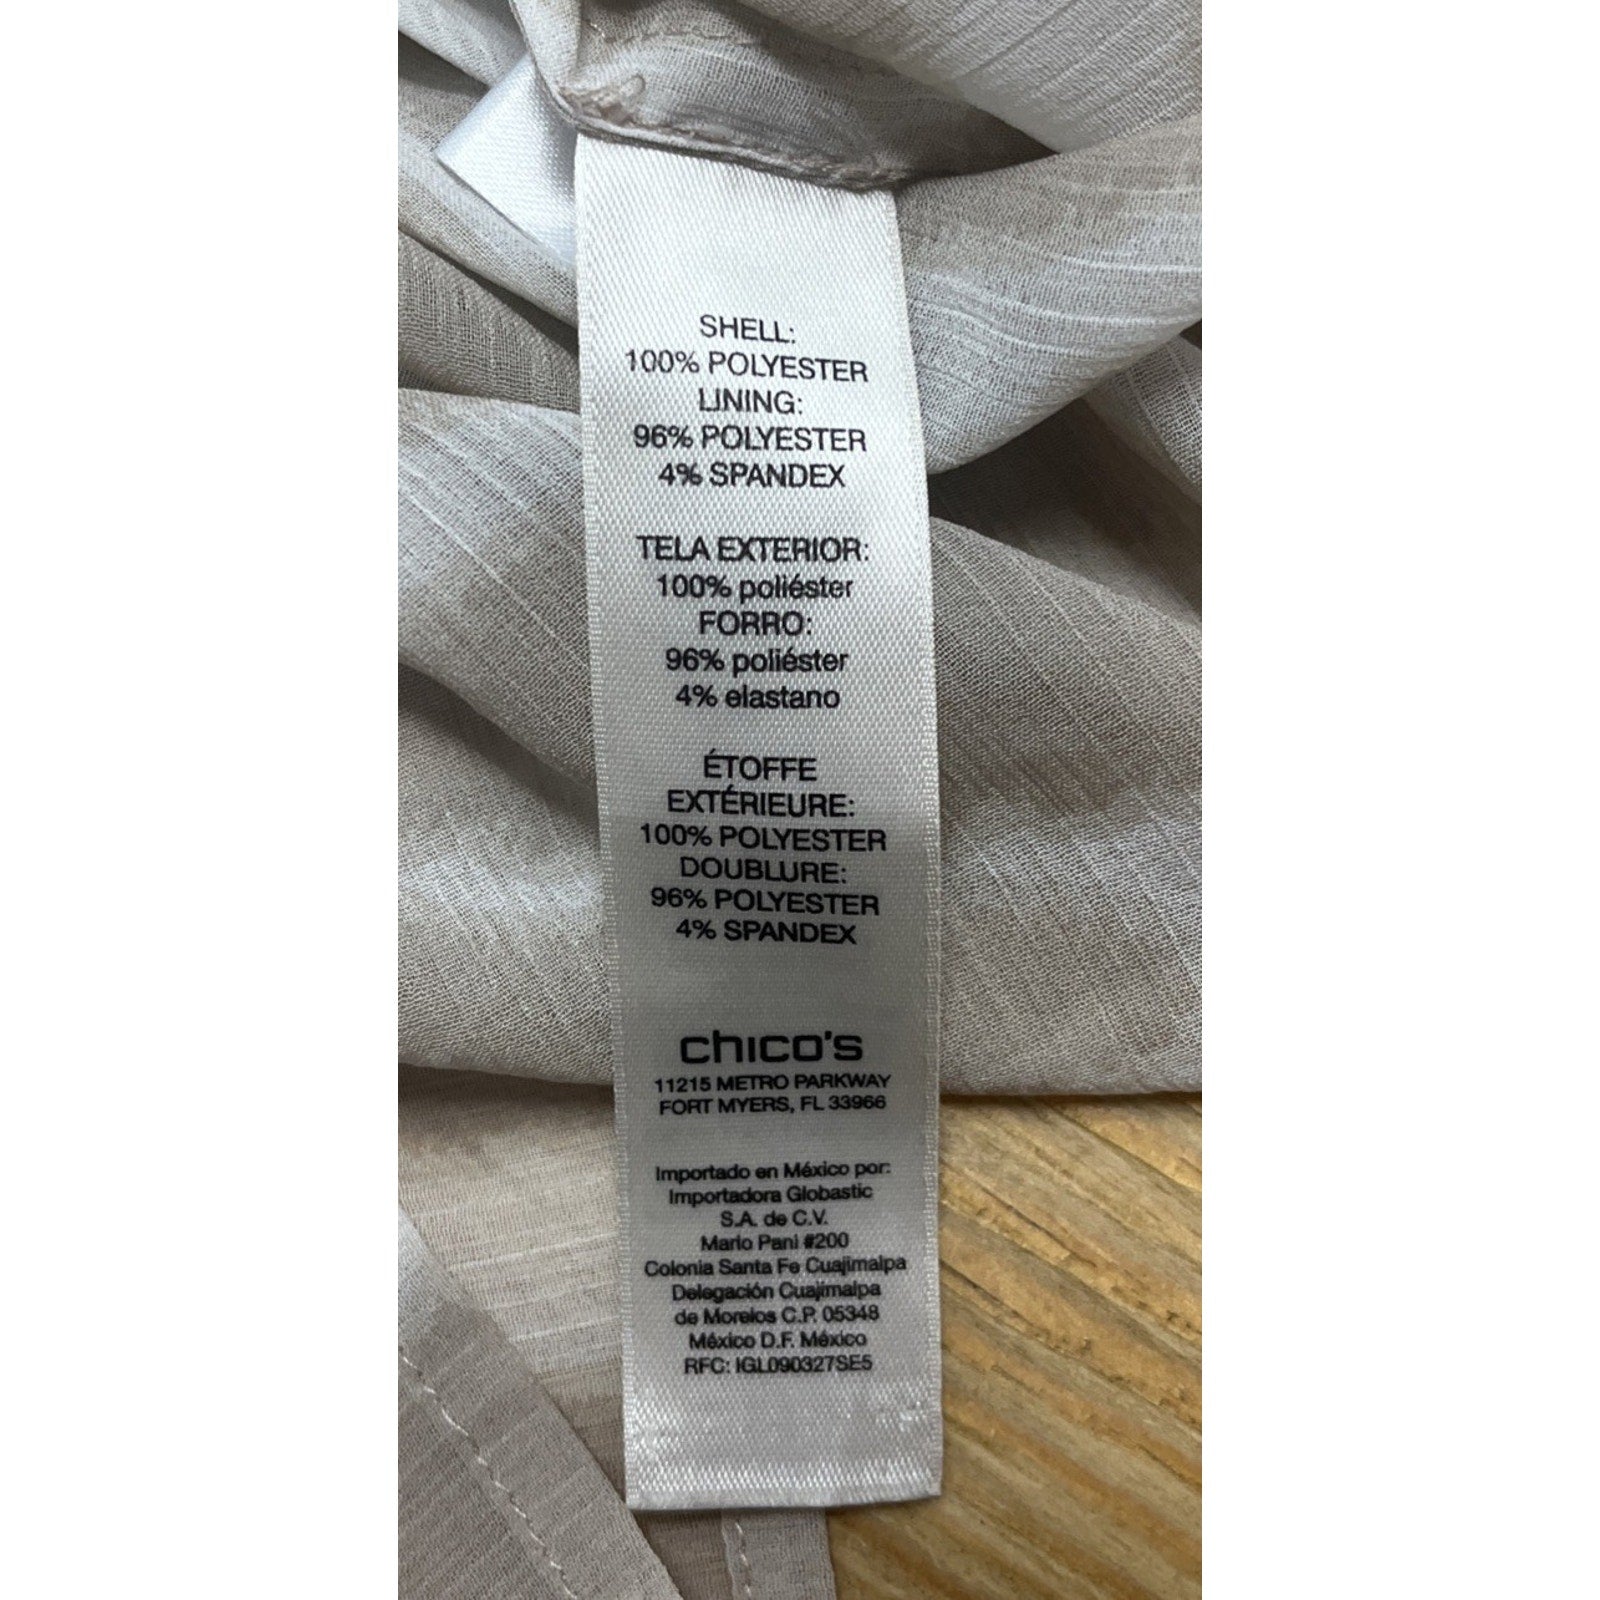 SHELL:
100% POLYESTER
LINING:
96% POLYESTER
4% SPANDEX
TELA EXTERIOR:
100% poliéster
FORRO:
96% poliéster
4% elastano
ÉTOFFE
EXTÉRIEURE:
100% POLYESTER
DOUBLURE:
96% POLYESTER
4% SPANDEX
chico's
11215 METRO PARKWAY
FORT MYERS, FL 33966
Importado en México por:
Importadora Globastic
S.A. de C.V.
Mario Pani #200
Colonia Santa Fe Cuajimalpa
Delegación Cuajimalpa
de Morelos C.P. 05348
México D.F. México
RFC: IGL090327SE5